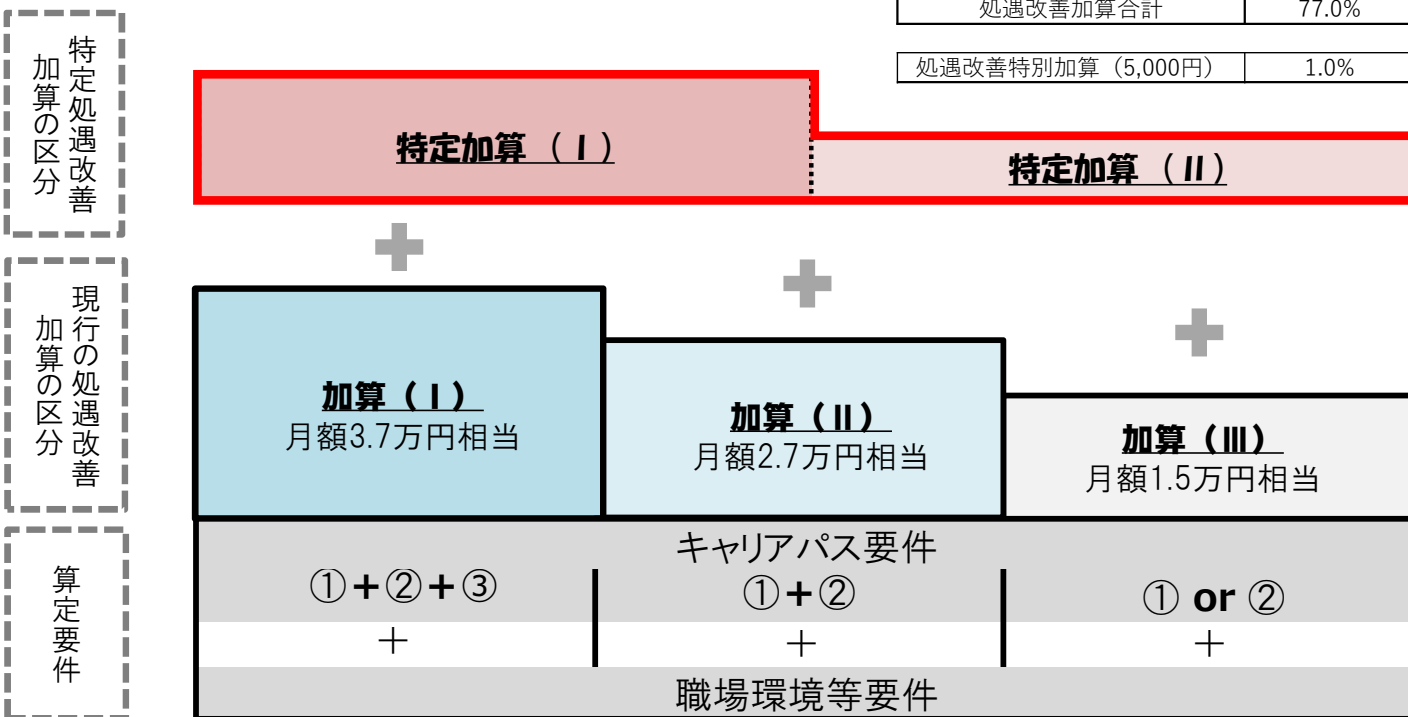 処遇改善加算合計 77.0%
処遇改善特別加算（5,000円） 1.0%
特定処遇改善
加算の区分
特定加算（Ⅰ）
特定加算（Ⅱ）
現行の処遇改善
加算の区分
加算（Ⅰ）
月額3.7万円相当
加算（Ⅱ）
月額2.7万円相当
加算（Ⅲ）
月額1.5万円相当
算定要件
キャリアパス要件
①+②+③
①+②
① or ②
＋
＋
＋
職場環境等要件